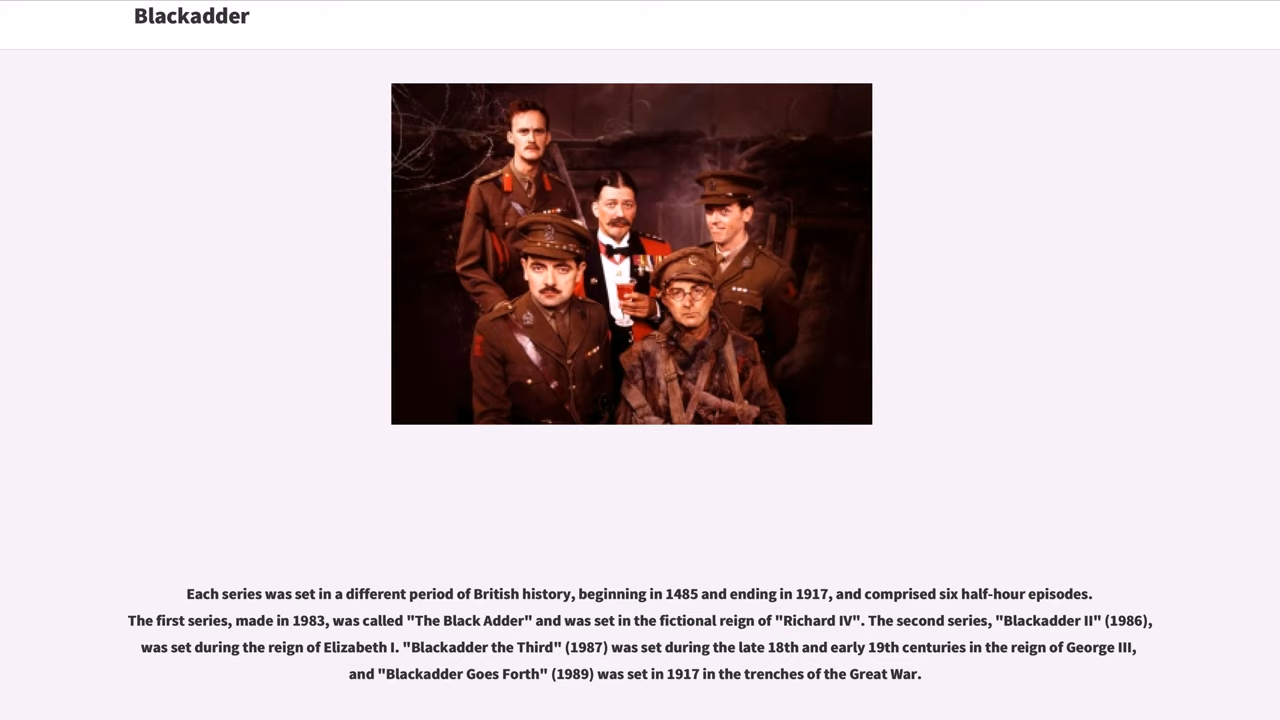 Blackadder
Each series was set in a different period of British history, beginning in 1485 and ending in 1917, and comprised six half-hour episodes.
The first series, made in 1983, was called "The Black Adder" and was set in the fictional reign of "Richard IV". The second series, "Blackadder II" (1986),
was set during the reign of Elizabeth I. "Blackadder the Third" (1987) was set during the late 18th and early 19th centuries in the reign of George III,
and "Blackadder Goes Forth" (1989) was set in 1917 in the trenches of the Great War.